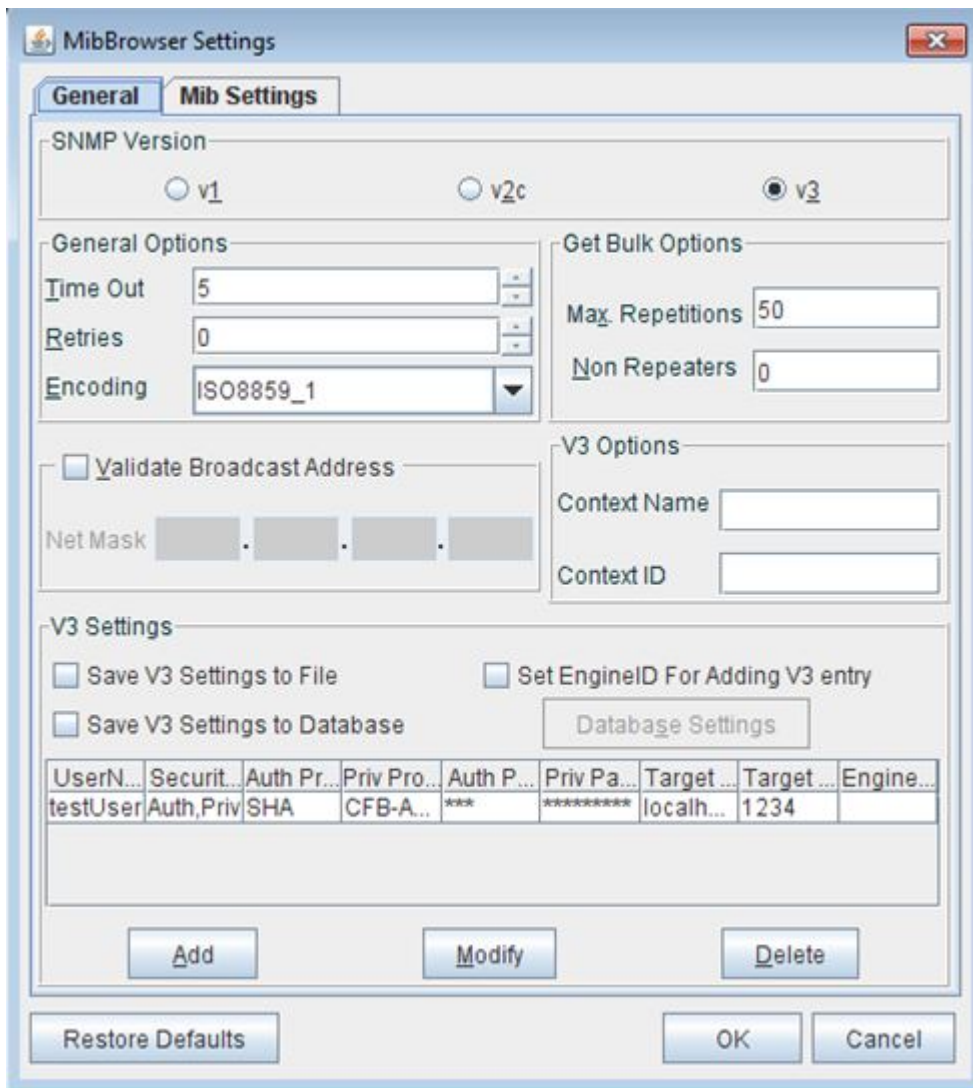 MibBrowser Settings
General Mib Settings
SNMP Version
v1 v2c v3
General Options
Time Out 5
Retries 0
Encoding ISO8859_1
Get Bulk Options
Max. Repetitions 50
Non Repeaters 0
Validate Broadcast Address
Net Mask . . .
V3 Options
Context Name
Context ID
V3 Settings
Save V3 Settings to File Set EngineID For Adding V3 entry
Save V3 Settings to Database Database Settings
UserN... Securit... Auth Pr... Priv Pro... Auth P... Priv Pa... Target ... Target ... Engine...
testUser Auth,Priv SHA CFB-A... *** ********* localh... 1234
Add Modify Delete
Restore Defaults OK Cancel